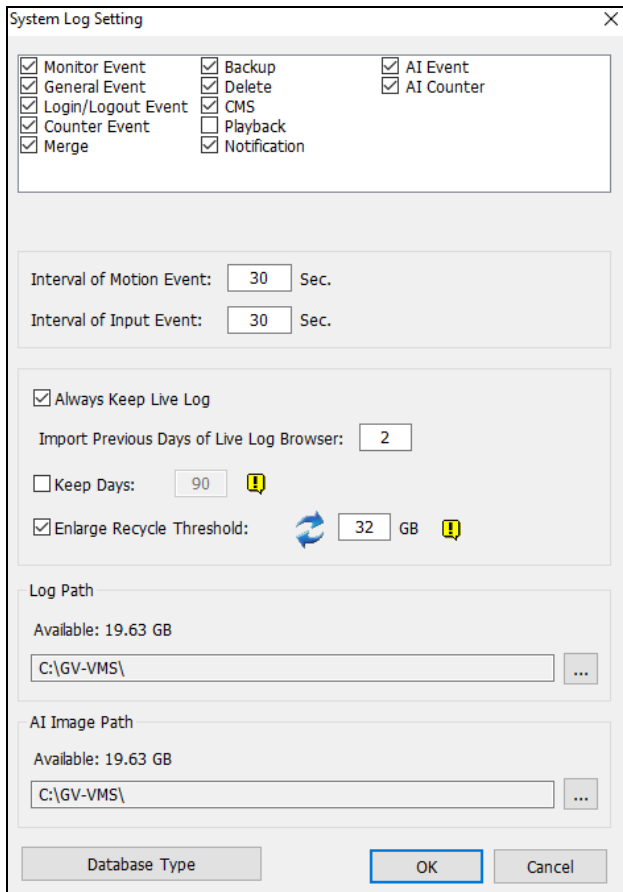 System Log Setting
Monitor Event Backup AI Event
General Event Delete AI Counter
Login/Logout Event CMS
Counter Event Playback
Merge Notification
Interval of Motion Event: 30 Sec.
Interval of Input Event: 30 Sec.
Always Keep Live Log
Import Previous Days of Live Log Browser: 2
Keep Days: 90
Enlarge Recycle Threshold: 32 GB
Log Path
Available: 19.63 GB
C:\GV-VMS\
...
AI Image Path
Available: 19.63 GB
C:\GV-VMS\
...
Database Type OK Cancel